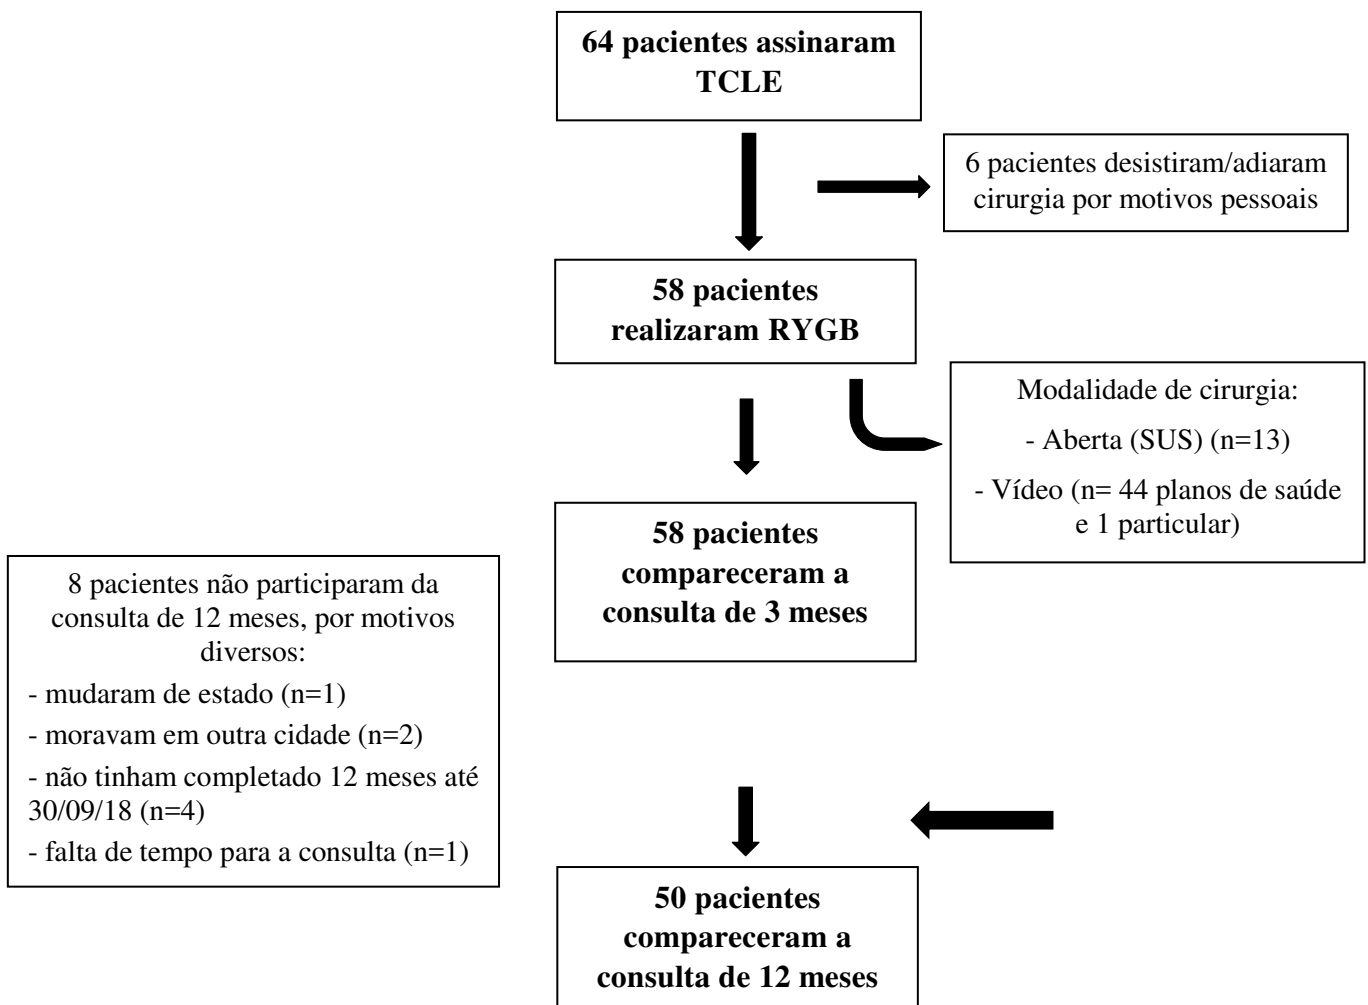 64 pacientes assinaram
TCLE
6 pacientes desistiram/adiaram
cirurgia por motivos pessoais
58 pacientes
realizaram RYGB
Modalidade de cirurgia:
- Aberta (SUS) (n=13)
- Vídeo (n= 44 planos de saúde
e 1 particular)
58 pacientes
compareceram a
consulta de 3 meses
8 pacientes não participaram da
consulta de 12 meses, por motivos
diversos:
- mudaram de estado (n=1)
- moravam em outra cidade (n=2)
- não tinham completado 12 meses até
30/09/18 (n=4)
- falta de tempo para a consulta (n=1)
50 pacientes
compareceram a
consulta de 12 meses